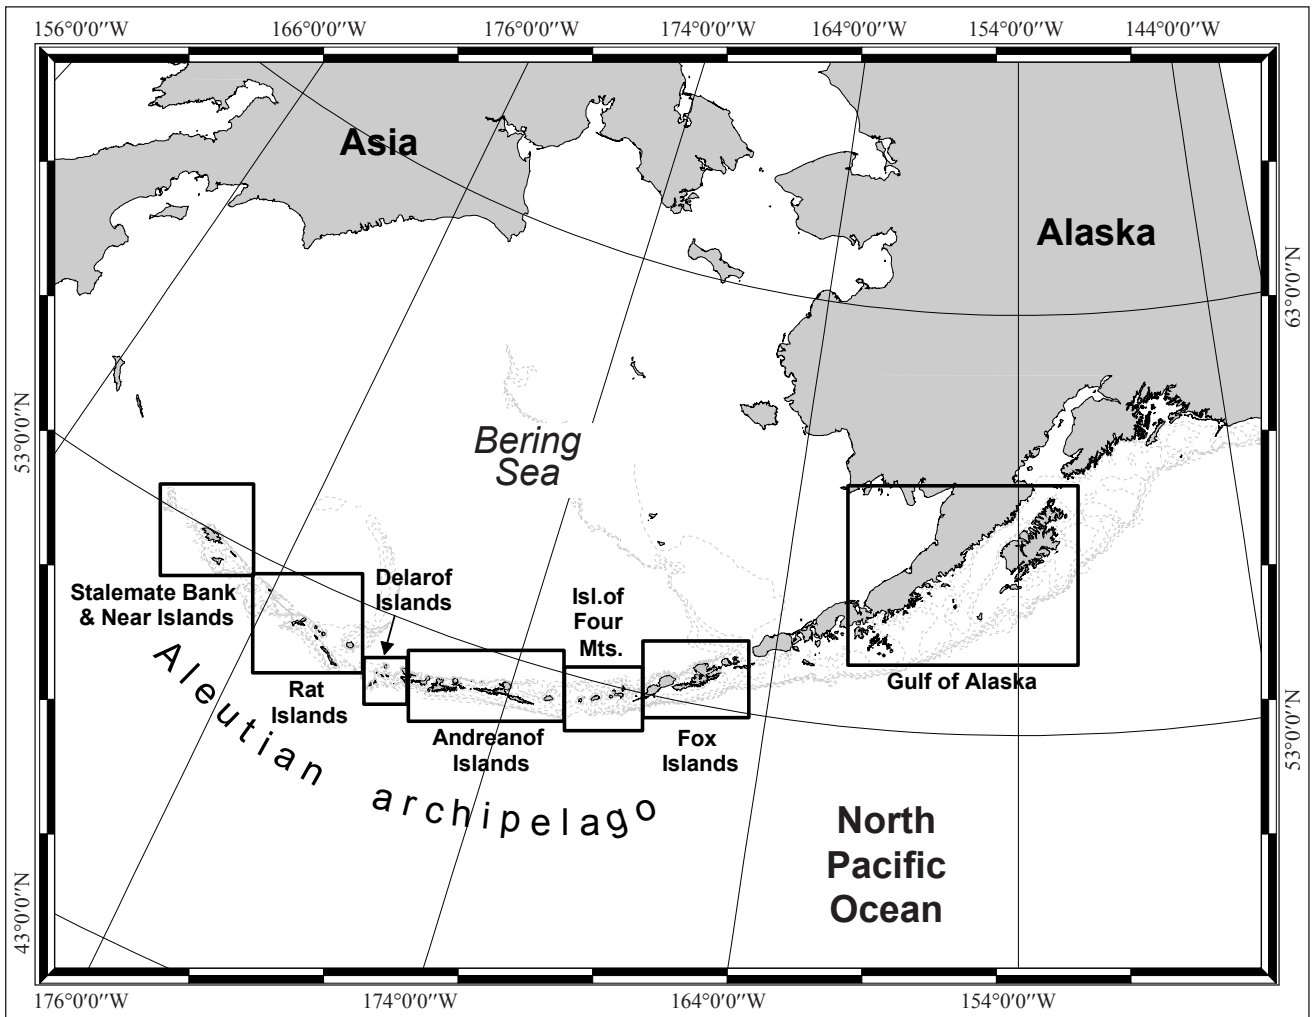 156°0'0"W 166°0'0"W 176°0'0"W 174°0'0"W 164°0'0"W 154°0'0"W 144°0'0"W
Asia
Alaska
63°0'0"N
53°0'0"N
Bering
Sea
Delarof
Islands
Stalemate Bank
& Near Islands
Isl.of
Four
Mts.
Rat
Islands
Gulf of Alaska
Andreanof
Islands
Fox
Islands
53°0'0"N
Aleutian archipelago
North
Pacific
Ocean
43°0'0"N
176°0'0"W 174°0'0"W 164°0'0"W 154°0'0"W